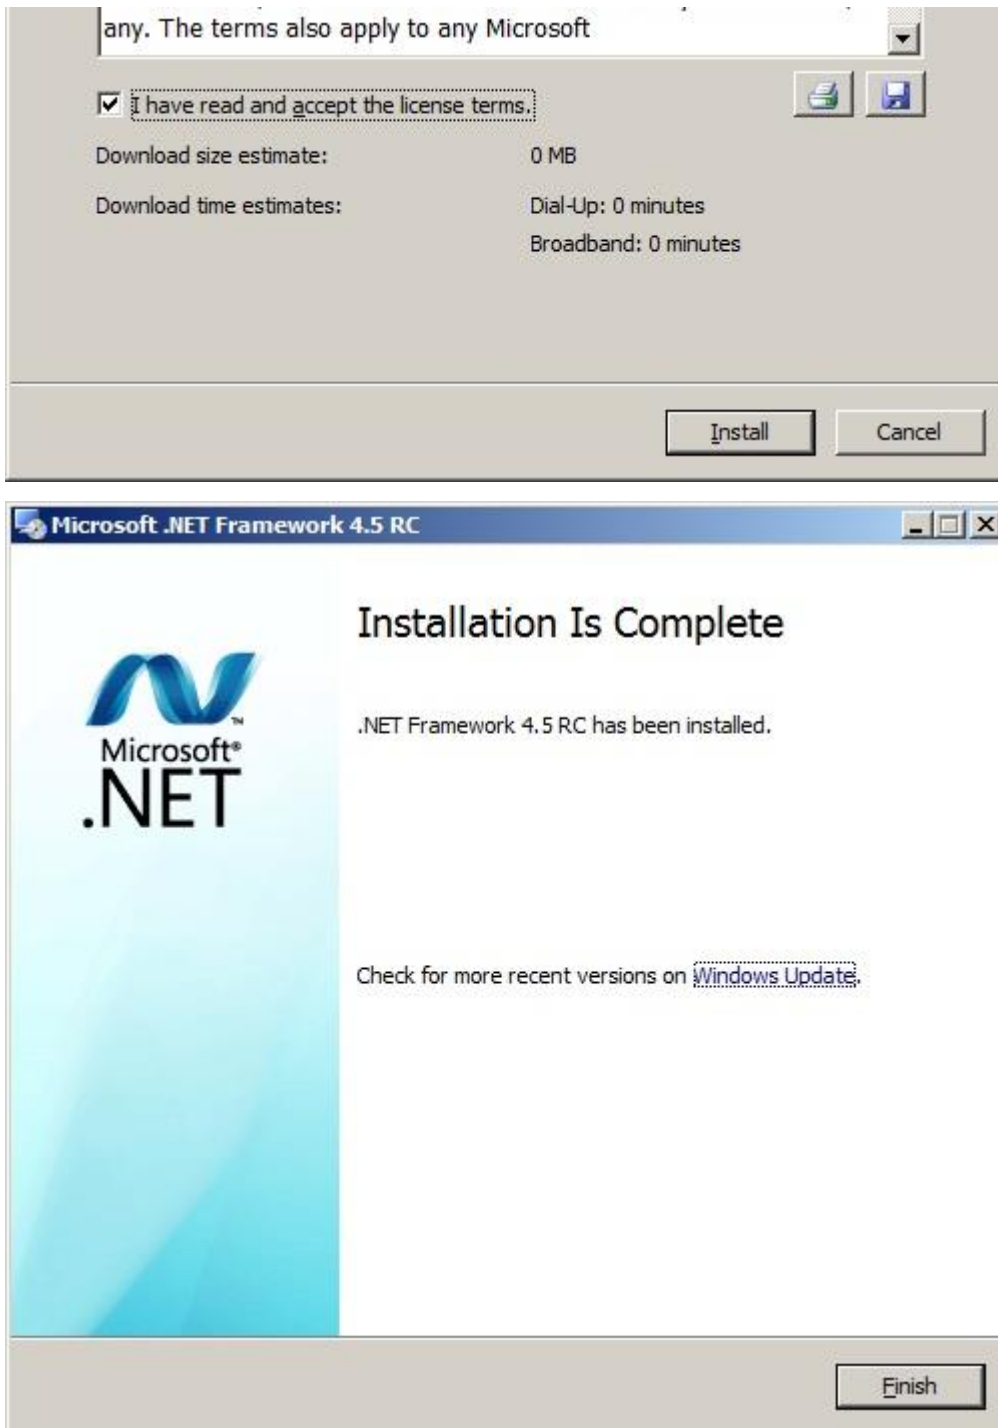 any. The terms also apply to any Microsoft
I have read and accept the license terms.
Download size estimate: 0 MB
Download time estimates: Dial-Up: 0 minutes
Broadband: 0 minutes
Install Cancel
Microsoft .NET Framework 4.5 RC
Installation Is Complete
.NET Framework 4.5 RC has been installed.
Microsoft®
.NET
™
Check for more recent versions on Windows Update.
Finish